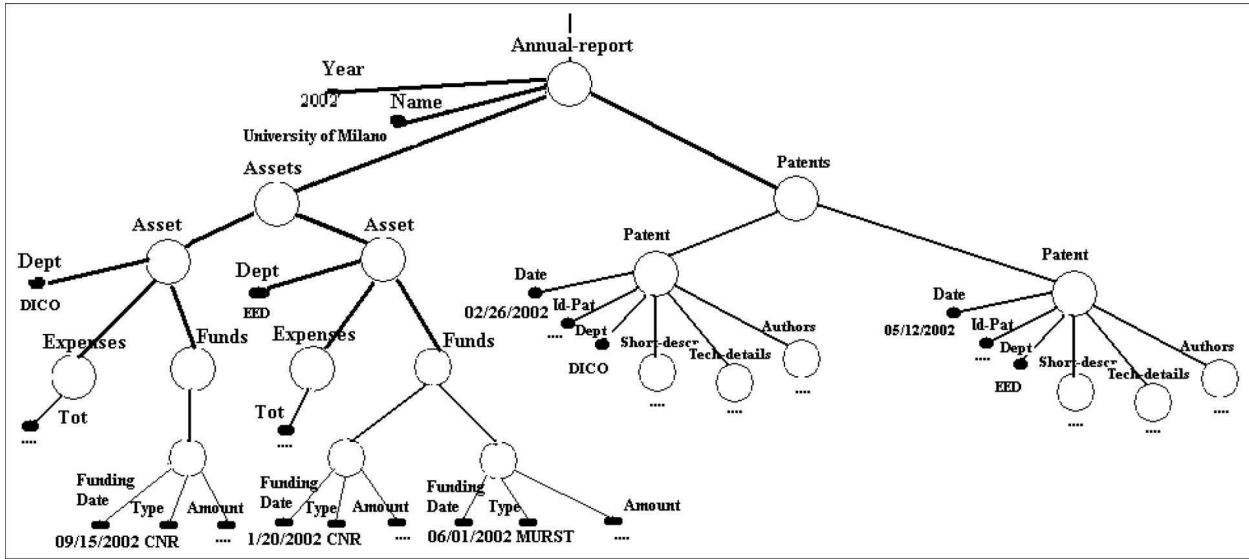 Annual-report
Year
2002
Name
University of Milano
Assets
Patents
Asset
Asset
Patent
Patent
Dept
DICO
Dept
EED
Date
02/26/2002
Id-Pat
....
Dept
DICO
Short-descr
....
Tech-details
....
Authors
....
Date
05/12/2002
Id-Pat
....
Dept
EED
Short-descr
....
Tech-details
....
Authors
....
Expenses
Funds
Expenses
Funds
Tot
....
Tot
....
Funding
Date
Type
Amount
09/15/2002 CNR
....
Funding
Date
Type
Amount
1/20/2002 CNR
....
Funding
Date
Type
Amount
06/01/2002 MURST
....